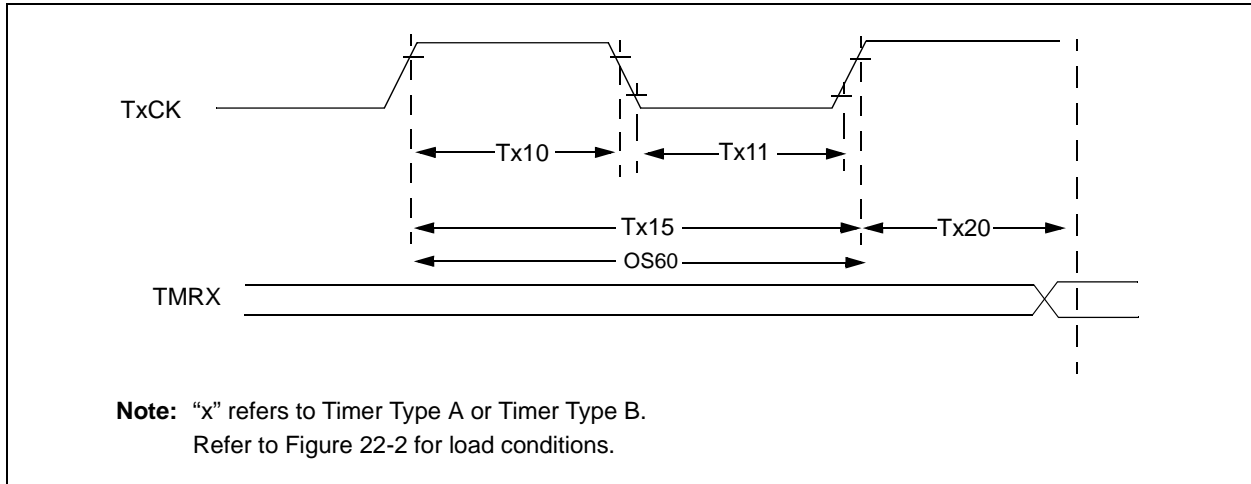 TxCK
Tx10
Tx11
Tx15
Tx20
OS60
TMRX
Note: “x” refers to Timer Type A or Timer Type B.
Refer to Figure 22-2 for load conditions.